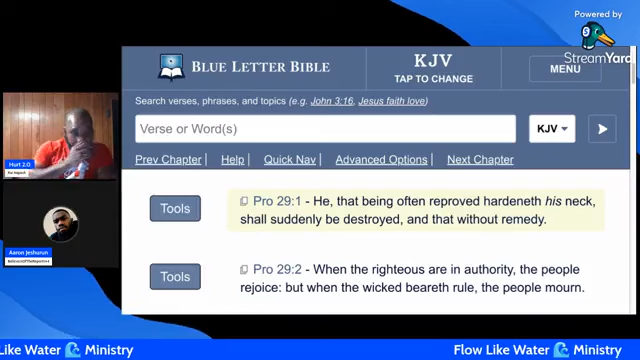 Powered by
StreamYard
BLUE LETTER BIBLE
KJV
TAP TO CHANGE
MENU
Search verses, phrases, and topics (e.g. John 3:16, Jesus faith love)
Verse or Word(s)
KJV
Prev Chapter
Help
Quick Nav
Advanced Options
Next Chapter
Tools
Pro 29:1 - He, that being often reproved hardeneth his neck,
shall suddenly be destroyed, and that without remedy.
Tools
Pro 29:2 - When the righteous are in authority, the people
rejoice: but when the wicked beareth rule, the people mourn.
Hurt 2.0
Aaron Jeshurun
Like Water Ministry
Flow Like Water Ministry